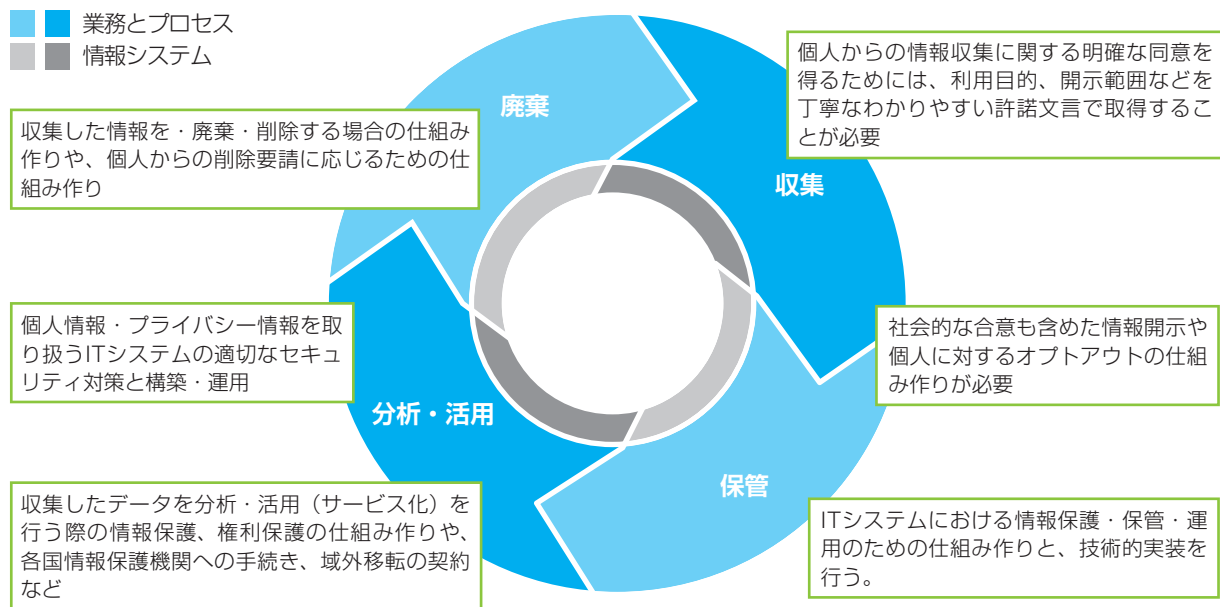 業務とプロセス
情報システム
個人からの情報収集に関する明確な同意を
得るためには、利用目的、開示範囲などを
丁寧なわかりやすい許諾文言で取得するこ
とが必要
廃棄
収集した情報を・廃棄・削除する場合の仕組み
作りや、個人からの削除要請に応じるための仕
組み作り
収集
個人情報・プライバシー情報を取
り扱うITシステムの適切なセキュ
リティ対策と構築・運用
社会的な合意も含めた情報開示や
個人に対するオプトアウトの仕組
み作りが必要
分析・活用
保管
収集したデータを分析・活用（サービス化）を
行う際の情報保護、権利保護の仕組み作りや、
各国情報保護機関への手続き、域外移転の契約
など
ITシステムにおける情報保護・保管・運
用のための仕組み作りと、技術的実装を
行う。